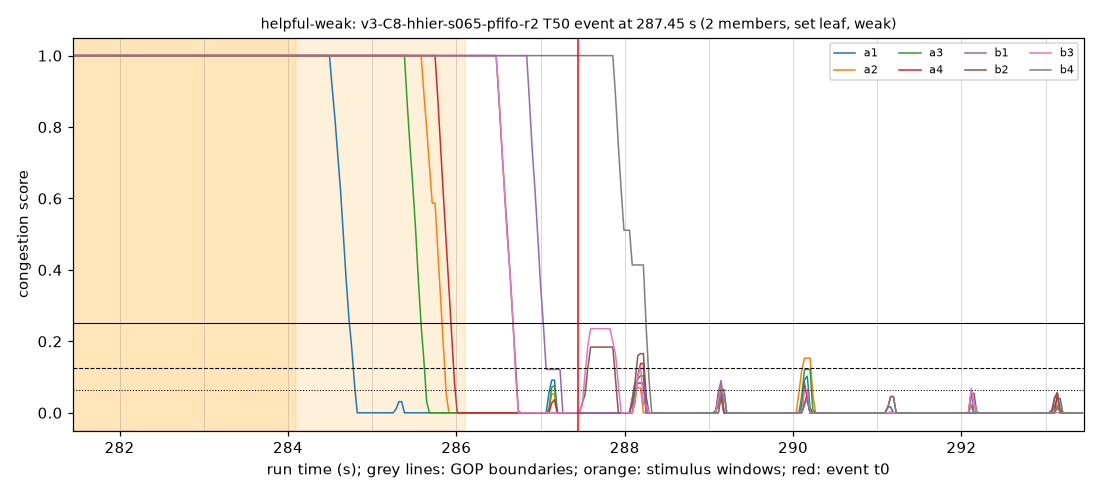 helpful-weak: v3-C8-hhier-s065-pfifo-r2 T50 event at 287.45 s (2 members, set leaf, weak)
congestion score
1.0
0.8
0.6
0.4
0.2
0.0
a1 a3 b1 b3
a2 a4 b2 b4
282 284 286 288 290 292
run time (s); grey lines: GOP boundaries; orange: stimulus windows; red: event t0